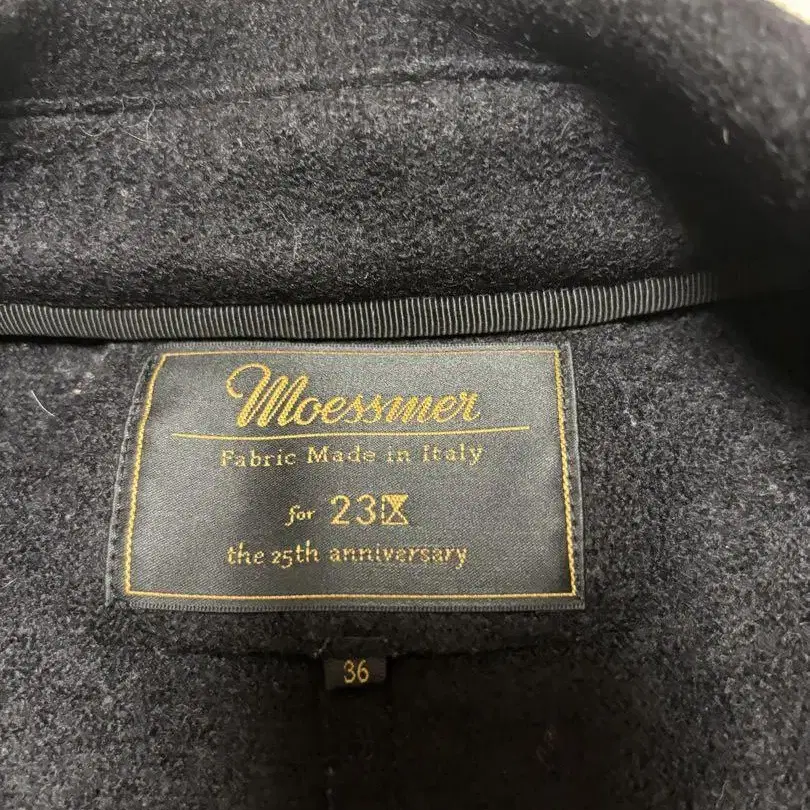 Moessmer
Fabric Made in Italy
for 23区
the 25th anniversary
36